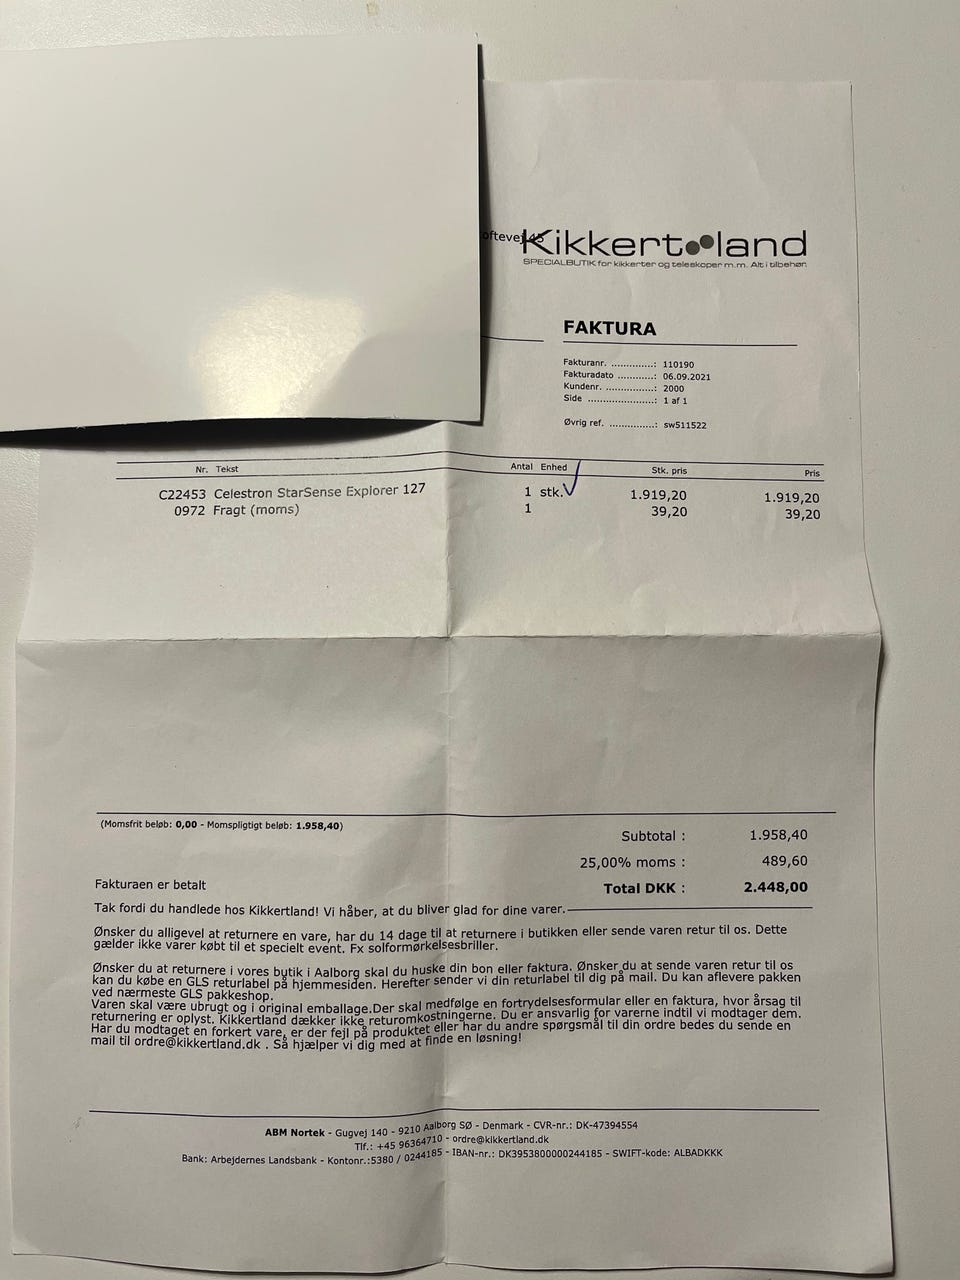 Kikkertland
SPECIALBUTIK for kikkerter og teleskoper m.m. Alt i tilbehør.
FAKTURA
Fakturanr. ..............: 110190
Fakturadato ............: 06.09.2021
Kundenr. ................: 2000
Side ......................: 1 af 1
Øvrig ref. ...............: sw511522
Nr. Tekst Antal Enhed Stk. pris Pris
C22453 Celestron StarSense Explorer 127 1 stk. 1.919,20 1.919,20
0972 Fragt (moms) 1 39,20 39,20
(Momsfrit beløb: 0,00 - Momspligtigt beløb: 1.958,40)
Subtotal : 1.958,40
25,00% moms : 489,60
Fakturaen er betalt Total DKK : 2.448,00
Tak fordi du handlede hos Kikkertland! Vi håber, at du bliver glad for dine varer.
Ønsker du alligevel at returnere en vare, har du 14 dage til at returnere i butikken eller sende varen retur til os. Dette
gælder ikke varer købt til et specielt event. Fx solformørkelsesbriller.
Ønsker du at returnere i vores butik i Aalborg skal du huske din bon eller faktura. Ønsker du at sende varen retur til os
kan du købe en GLS returlabel på hjemmesiden. Herefter sender vi din returlabel til dig på mail. Du kan aflevere pakken
ved nærmeste GLS pakkeshop.
Varen skal være ubrugt og i original emballage.Der skal medfølge en fortrydelsesformular eller en faktura, hvor årsag til
returnering er oplyst. Kikkertland dækker ikke returomkostningerne. Du er ansvarlig for varerne indtil vi modtager dem.
Har du modtaget en forkert vare, er der fejl på produktet eller har du andre spørgsmål til din ordre bedes du sende en
mail til ordre@kikkertland.dk . Så hjælper vi dig med at finde en løsning!
ABM Nortek - Gugvej 140 - 9210 Aalborg SØ - Denmark - CVR-nr.: DK-47394554
Tlf.: +45 96364710 - ordre@kikkertland.dk
Bank: Arbejdernes Landsbank - Kontonr.:5380 / 0244185 - IBAN-nr.: DK3953800000244185 - SWIFT-kode: ALBADKKK